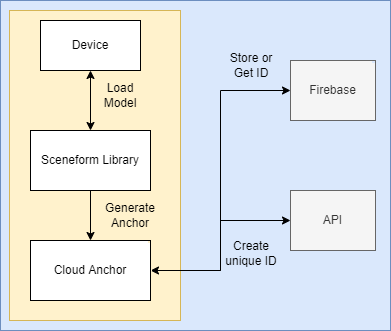 Device
Load
Model
Sceneform Library
Generate
Anchor
Cloud Anchor
Store or
Get ID
Firebase
API
Create
unique ID